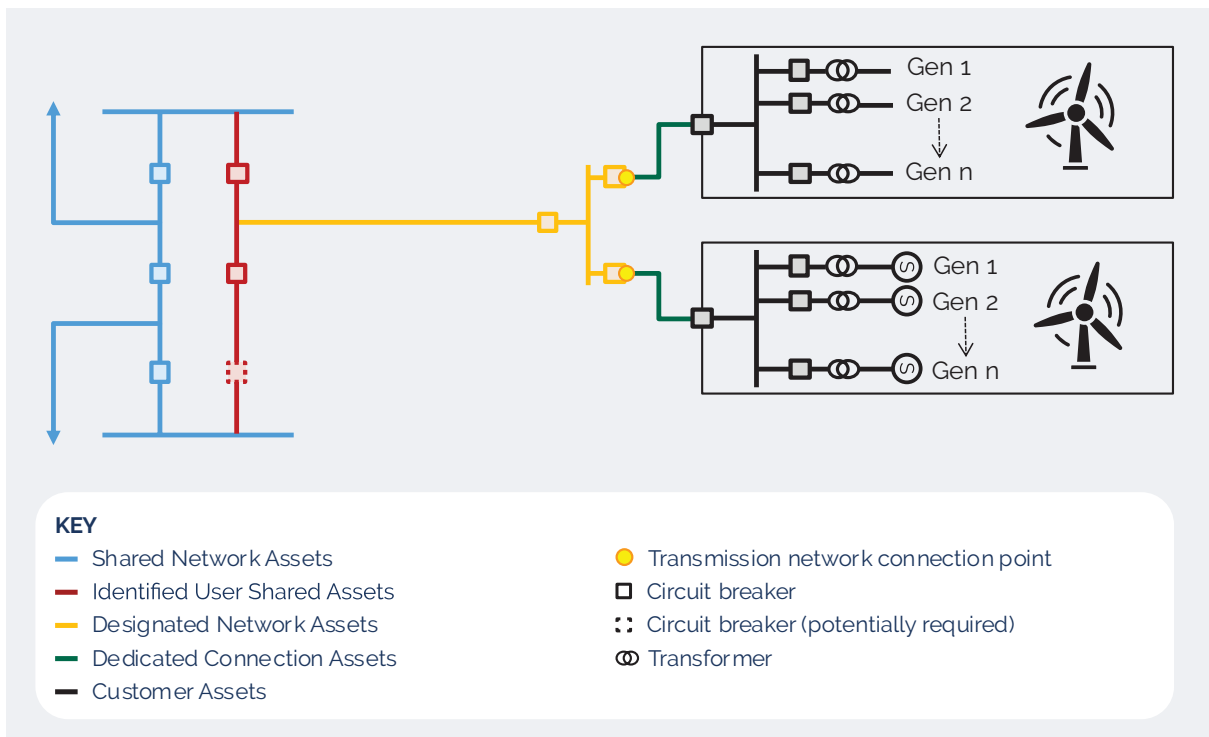 Gen 1
Gen 2
Gen n
S Gen 1
S Gen 2
S Gen n
KEY
Shared Network Assets
Identified User Shared Assets
Designated Network Assets
Dedicated Connection Assets
Customer Assets
Transmission network connection point
Circuit breaker
Circuit breaker (potentially required)
Transformer